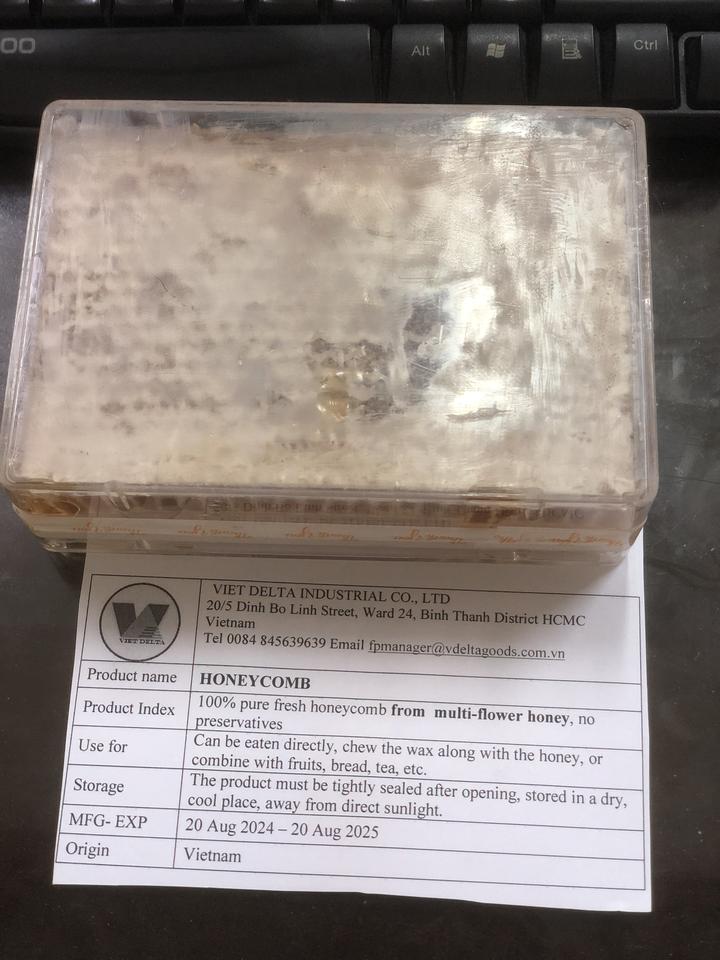 OO
Alt
Ctrl
Thank you
VIET DELTA
VIET DELTA INDUSTRIAL CO., LTD
20/5 Dinh Bo Linh Street, Ward 24, Binh Thanh District HCMC
Vietnam
Tel 0084 845639639 Email fpmanager@vdeltagoods.com.vn
Product name
HONEYCOMB
Product Index
100% pure fresh honeycomb from multi-flower honey, no
preservatives
Use for
Can be eaten directly, chew the wax along with the honey, or
combine with fruits, bread, tea, etc.
Storage
The product must be tightly sealed after opening, stored in a dry,
cool place, away from direct sunlight.
MFG- EXP
20 Aug 2024 – 20 Aug 2025
Origin
Vietnam